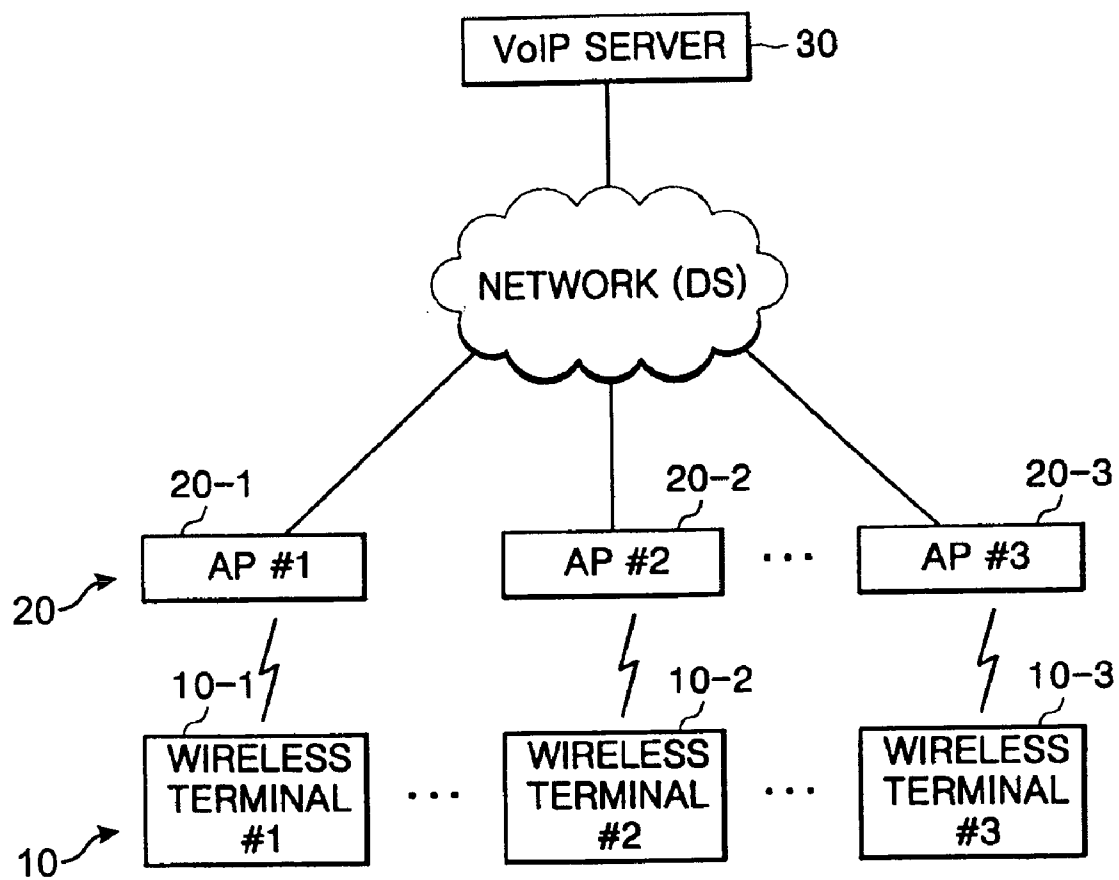 VoIP SERVER
30
NETWORK (DS)
20-1
20-2
20-3
AP #1
AP #2
...
AP #3
20
10-1
10-2
10-3
WIRELESS
TERMINAL
#1
...
WIRELESS
TERMINAL
#2
...
WIRELESS
TERMINAL
#3
10